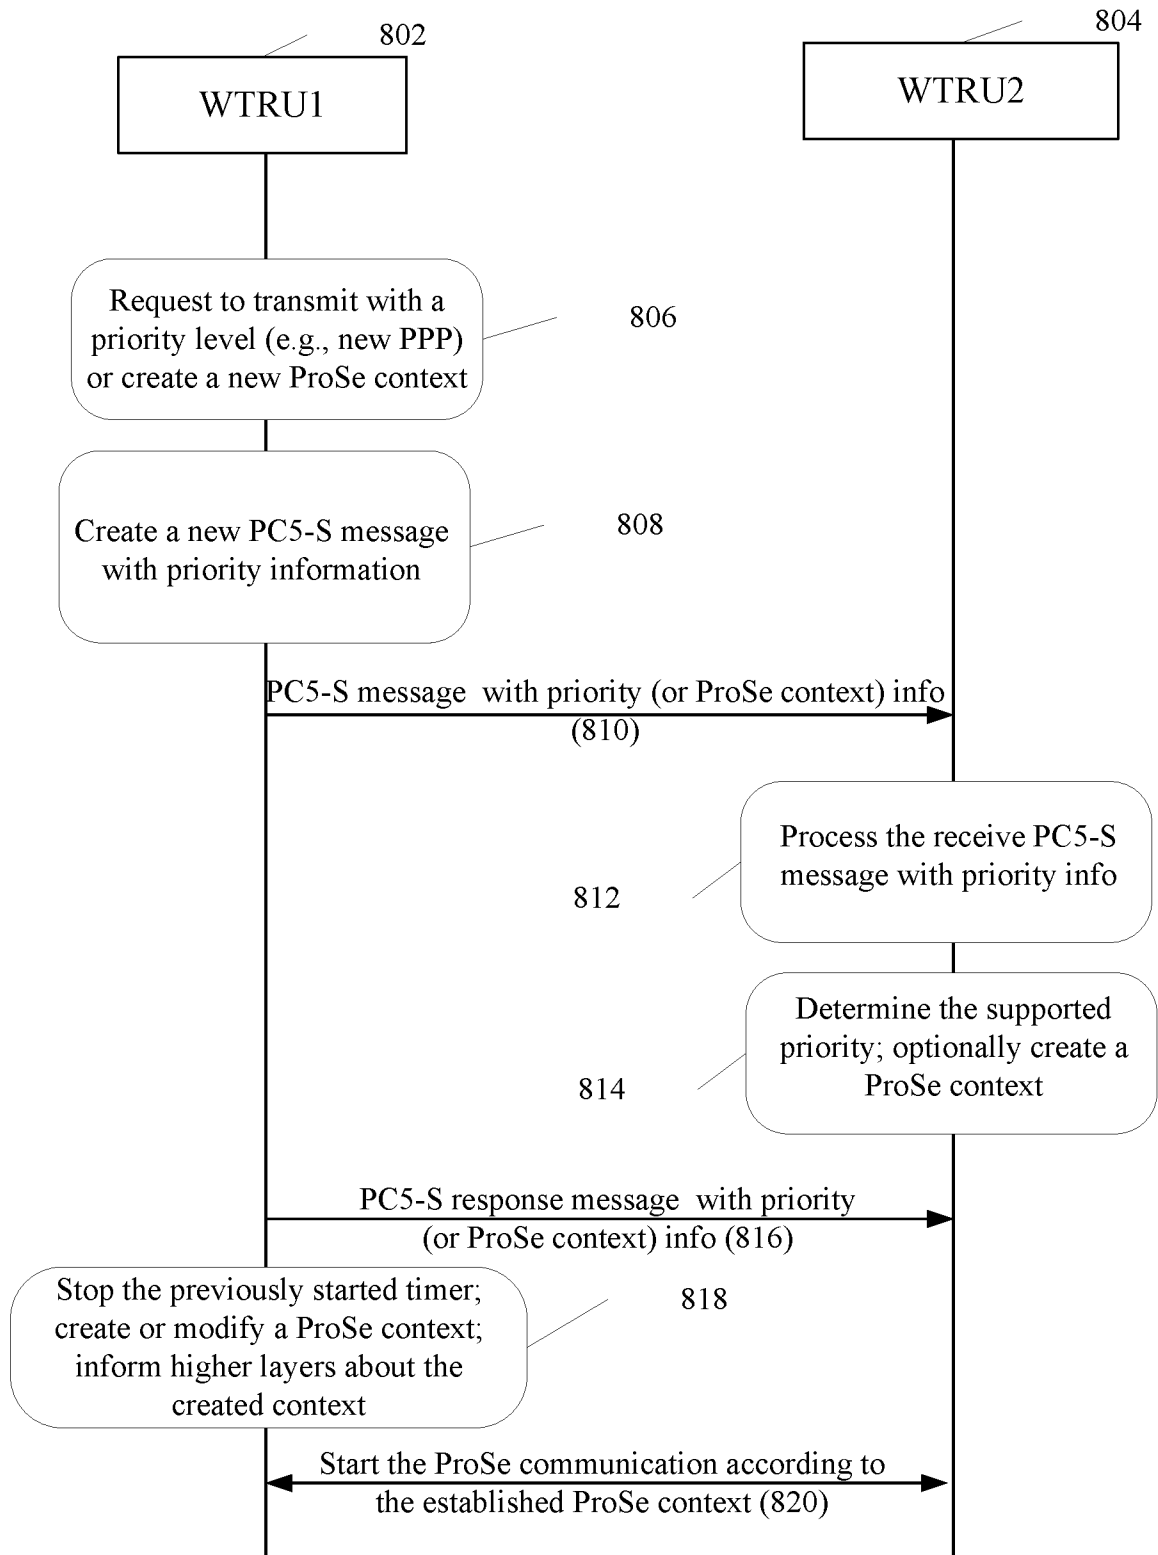 802
804
WTRU1
WTRU2
Request to transmit with a
priority level (e.g., new PPP)
or create a new ProSe context
806
Create a new PC5-S message
with priority information
808
PC5-S message with priority (or ProSe context) info
(810)
Process the receive PC5-S
message with priority info
812
Determine the supported
priority; optionally create a
ProSe context
814
PC5-S response message with priority
(or ProSe context) info (816)
Stop the previously started timer;
create or modify a ProSe context;
inform higher layers about the
created context
818
Start the ProSe communication according to
the established ProSe context (820)